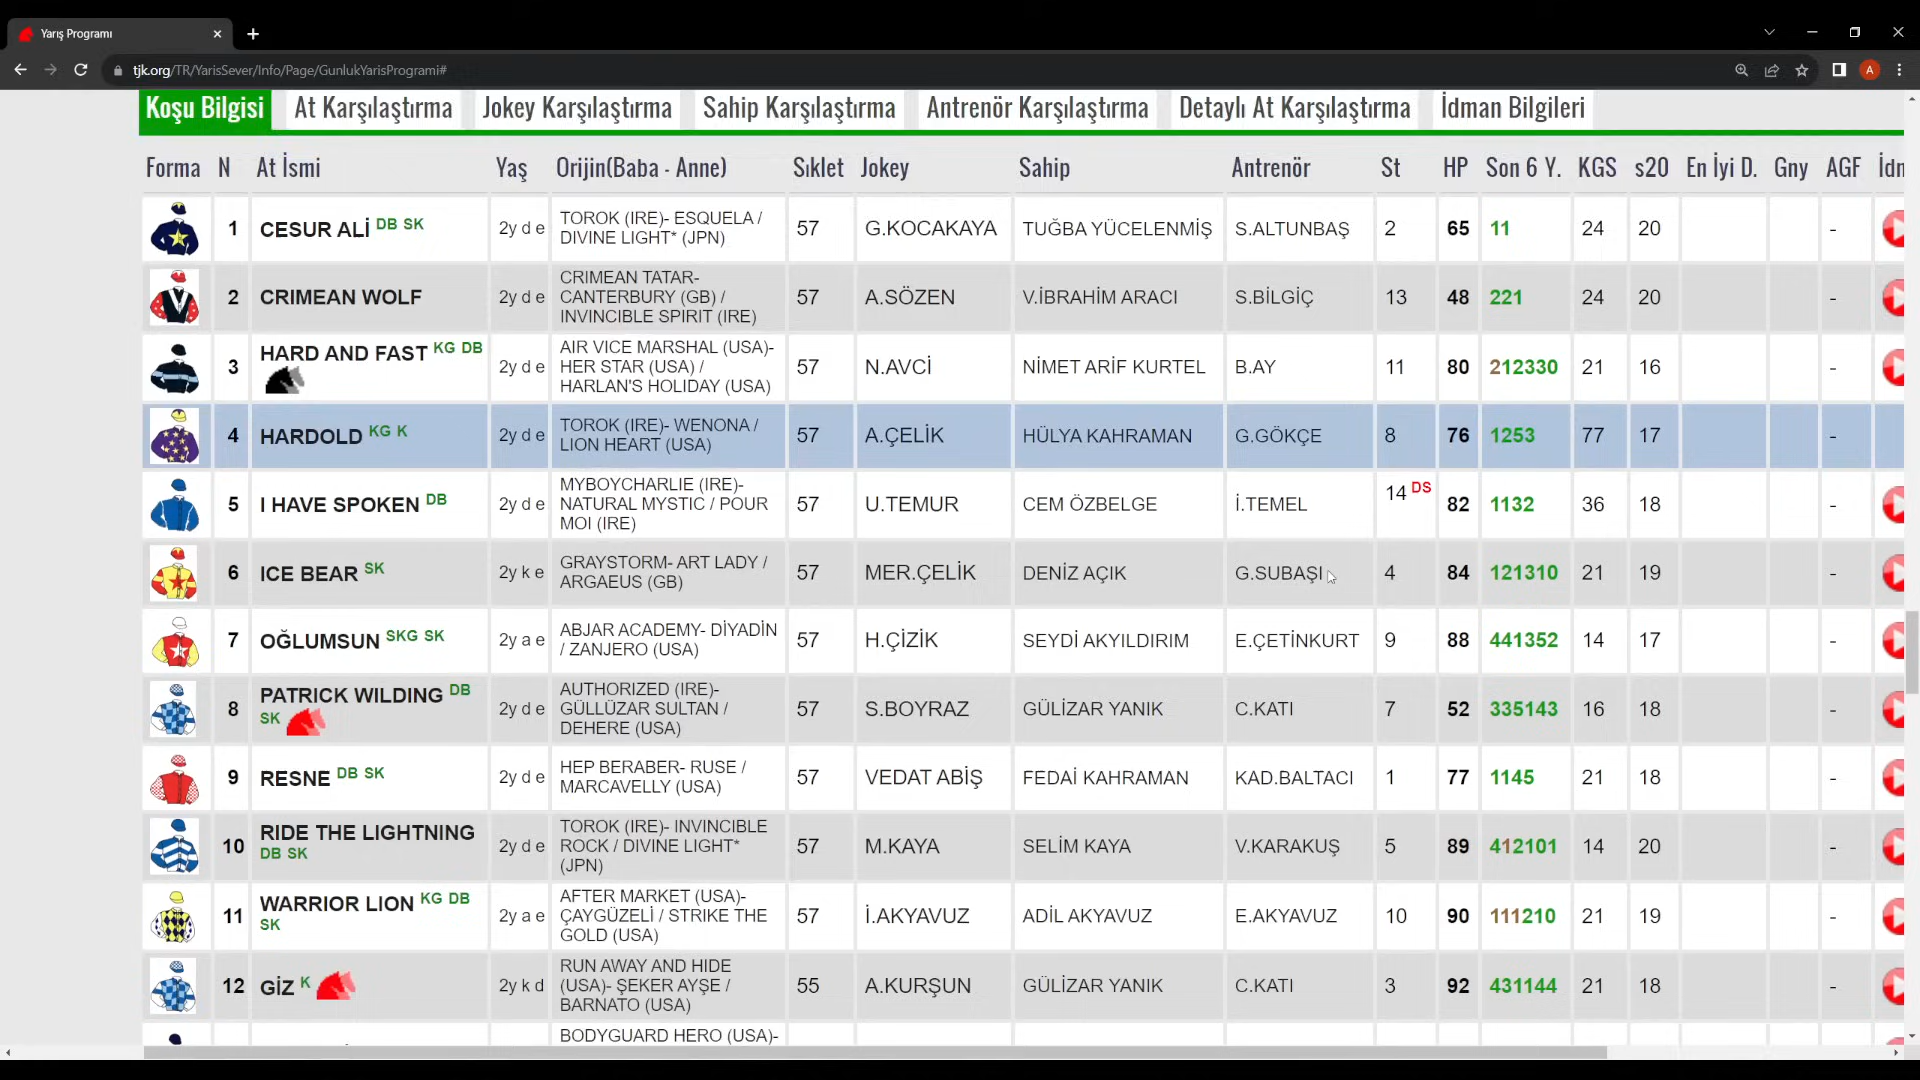 Yarış Programı
tjk.org/TR/YarisSever/Info/Page/GunlukYarisProgrami#
A
Koşu Bilgisi At Karşılaştırma Jokey Karşılaştırma Sahip Karşılaştırma Antrenör Karşılaştırma Detaylı At Karşılaştırma İdman Bilgileri
Forma N At İsmi Yaş Orijin(Baba - Anne) Sıklet Jokey Sahip Antrenör St HP Son 6 Y. KGS s20 En İyi D. Gny AGF İdm
1 CESUR ALİ DB SK 2y d e TOROK (IRE)- ESQUELA / 57 G.KOCAKAYA TUĞBA YÜCELENMİŞ S.ALTUNBAŞ 2 65 11 24 20 -
DIVINE LIGHT* (JPN)
CRIMEAN TATAR-
2 CRIMEAN WOLF 2y d e CANTERBURY (GB) / 57 A.SÖZEN V.İBRAHİM ARACI S.BİLGİÇ 13 48 221 24 20 -
INVINCIBLE SPIRIT (IRE)
AIR VICE MARSHAL (USA)-
3 HARD AND FAST KG DB 2y d e HER STAR (USA) / 57 N.AVCİ NİMET ARİF KURTEL B.AY 11 80 212330 21 16 -
HARLAN'S HOLIDAY (USA)
4 HARDOLD KG K 2y d e TOROK (IRE)- WENONA / 57 A.ÇELİK HÜLYA KAHRAMAN G.GÖKÇE 8 76 1253 77 17 -
LION HEART (USA)
MYBOYCHARLIE (IRE)-
5 I HAVE SPOKEN DB 2y d e NATURAL MYSTIC / POUR 57 U.TEMUR CEM ÖZBELGE İ.TEMEL 14 DS 82 1132 36 18 -
MOI (IRE)
6 ICE BEAR SK 2y k e GRAYSTORM- ART LADY / 57 MER.ÇELİK DENİZ AÇIK G.SUBAŞI 4 84 121310 21 19 -
ARGAEUS (GB)
7 OĞLUMSUN SKG SK 2y a e ABJAR ACADEMY- DİYADİN 57 H.ÇİZİK SEYDİ AKYILDIRIM E.ÇETİNKURT 9 88 441352 14 17 -
/ ZANJERO (USA)
AUTHORIZED (IRE)-
8 PATRICK WILDING DB SK 2y d e GÜLLÜZAR SULTAN / 57 S.BOYRAZ GÜLİZAR YANIK C.KATI 7 52 335143 16 18 -
DEHERE (USA)
9 RESNE DB SK 2y d e HEP BERABER- RUSE / 57 VEDAT ABİŞ FEDAİ KAHRAMAN KAD.BALTACI 1 77 1145 21 18 -
MARCAVELLY (USA)
TOROK (IRE)- INVINCIBLE
10 RIDE THE LIGHTNING DB SK 2y d e ROCK / DIVINE LIGHT* 57 M.KAYA SELİM KAYA V.KARAKUŞ 5 89 412101 14 20 -
(JPN)
AFTER MARKET (USA)-
11 WARRIOR LION KG DB SK 2y a e ÇAYGÜZELİ / STRIKE THE 57 İ.AKYAVUZ ADİL AKYAVUZ E.AKYAVUZ 10 90 111210 21 19 -
GOLD (USA)
RUN AWAY AND HIDE
12 GİZ K 2y k d (USA)- ŞEKER AYŞE / 55 A.KURŞUN GÜLİZAR YANIK C.KATI 3 92 431144 21 18 -
BARNATO (USA)
BODYGUARD HERO (USA)-